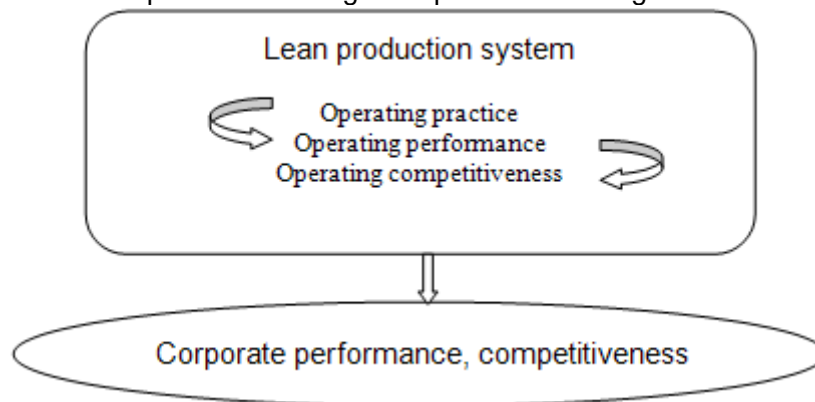 Lean production system
Operating practice
Operating performance
Operating competitiveness
Corporate performance, competitiveness